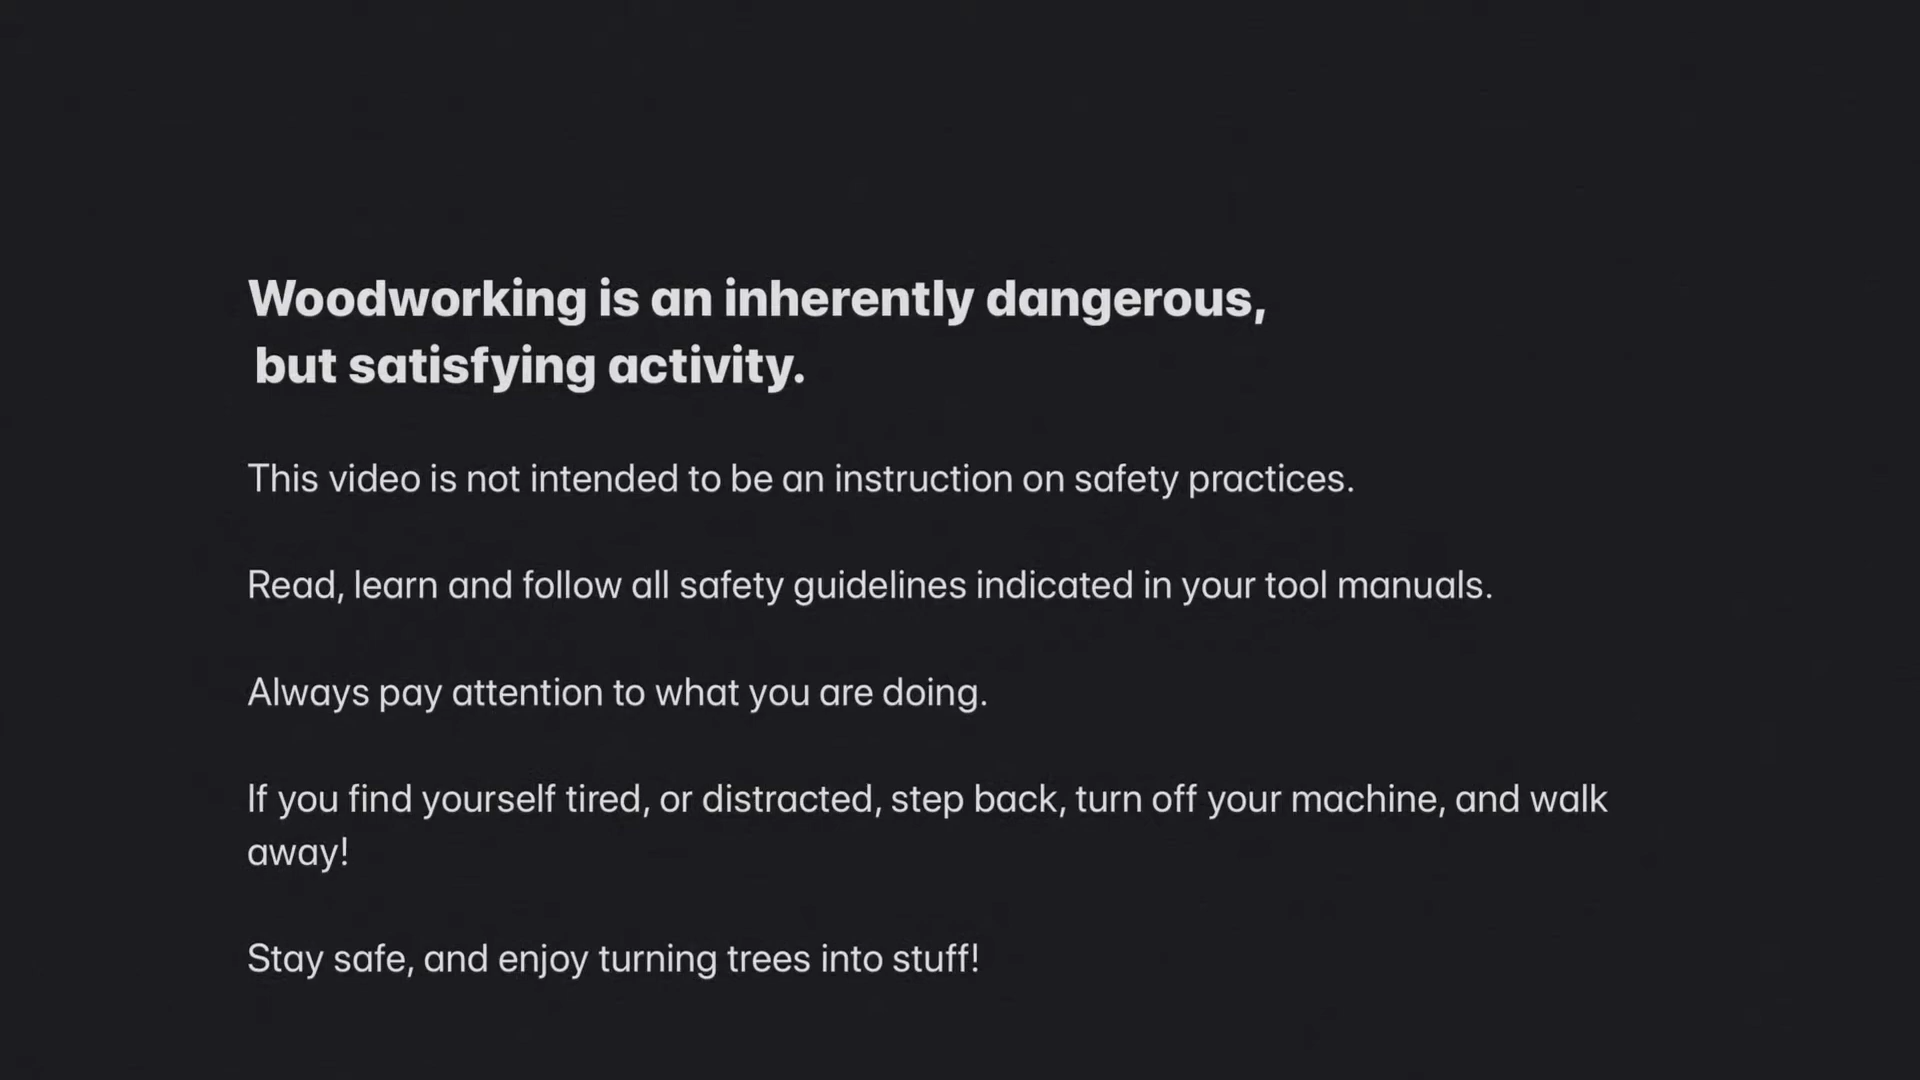 Woodworking is an inherently dangerous,
but satisfying activity.
This video is not intended to be an instruction on safety practices.
Read, learn and follow all safety guidelines indicated in your tool manuals.
Always pay attention to what you are doing.
If you find yourself tired, or distracted, step back, turn off your machine, and walk
away!
Stay safe, and enjoy turning trees into stuff!